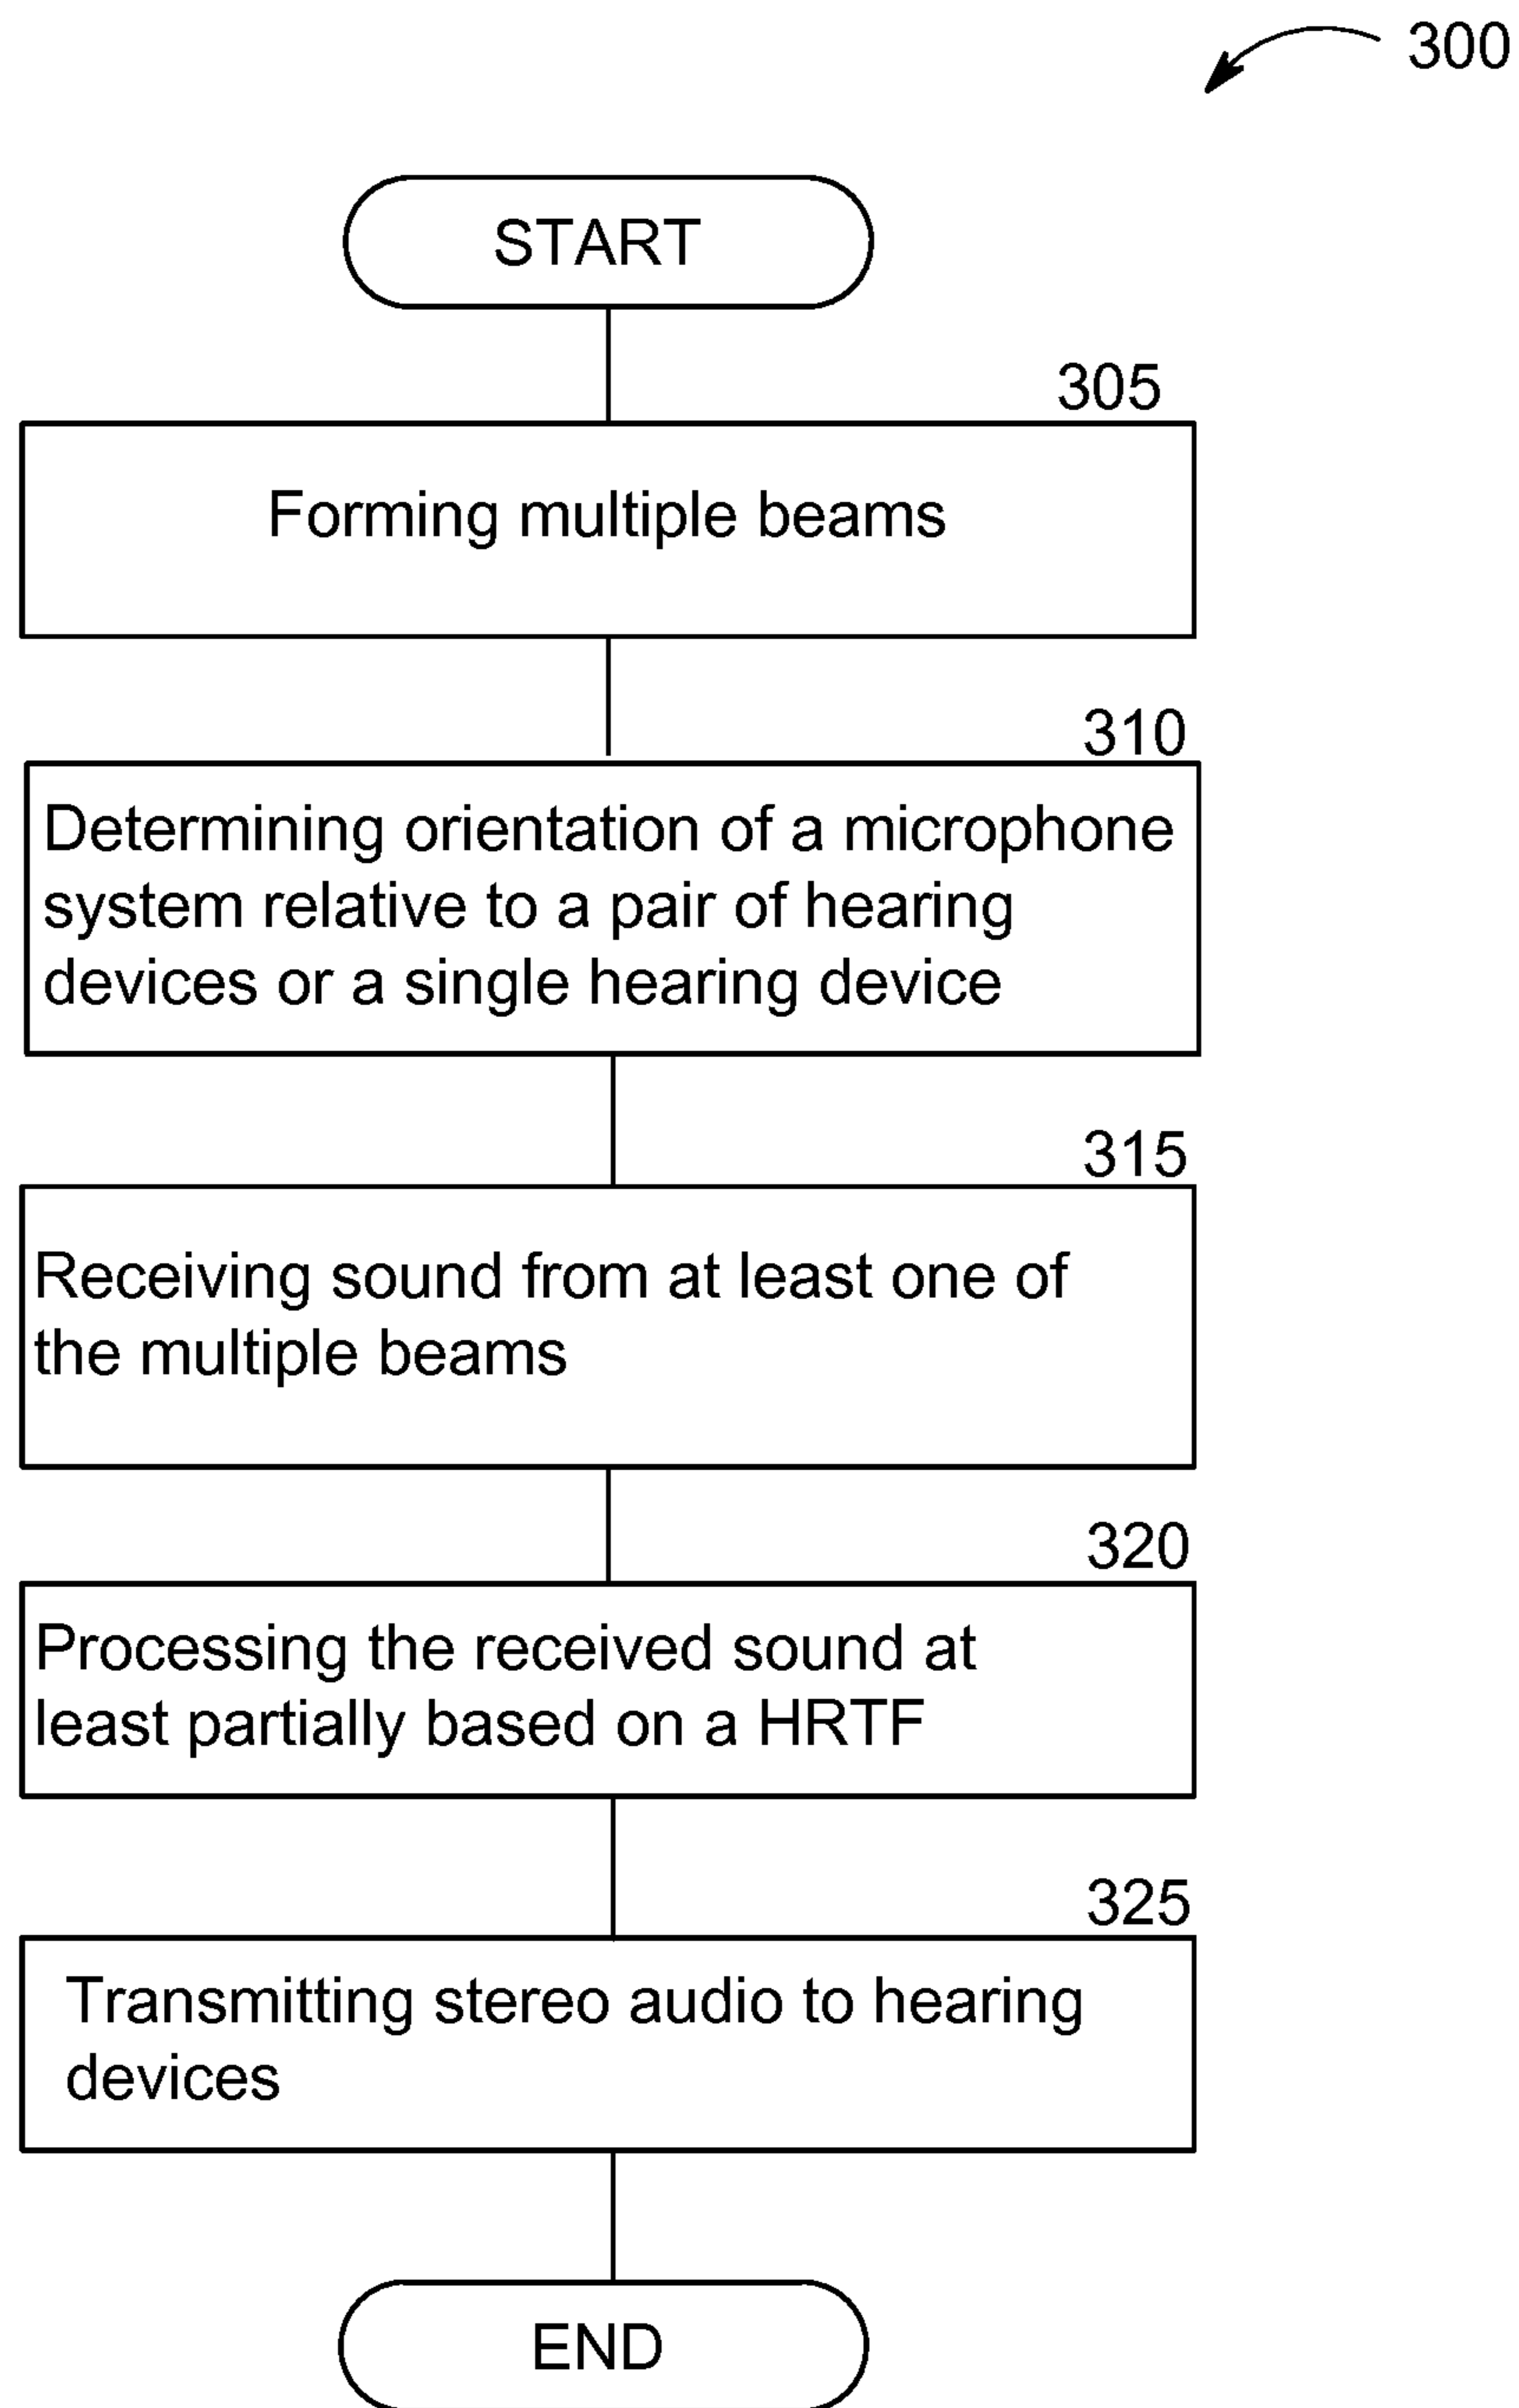 300
START
305
Forming multiple beams
310
Determining orientation of a microphone
system relative to a pair of hearing
devices or a single hearing device
315
Receiving sound from at least one of
the multiple beams
320
Processing the received sound at
least partially based on a HRTF
325
Transmitting stereo audio to hearing
devices
END